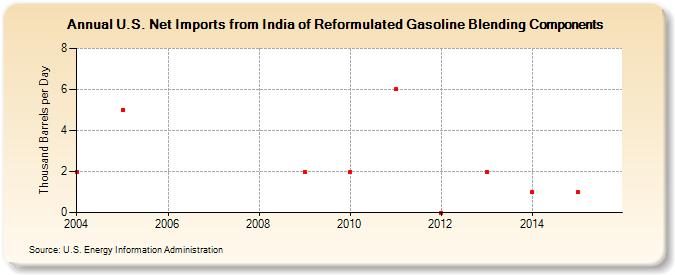 Annual U.S. Net Imports from India of Reformulated Gasoline Blending Components
Thousand Barrels per Day
8
6
4
2
0
2004 2006 2008 2010 2012 2014
Source: U.S. Energy Information Administration